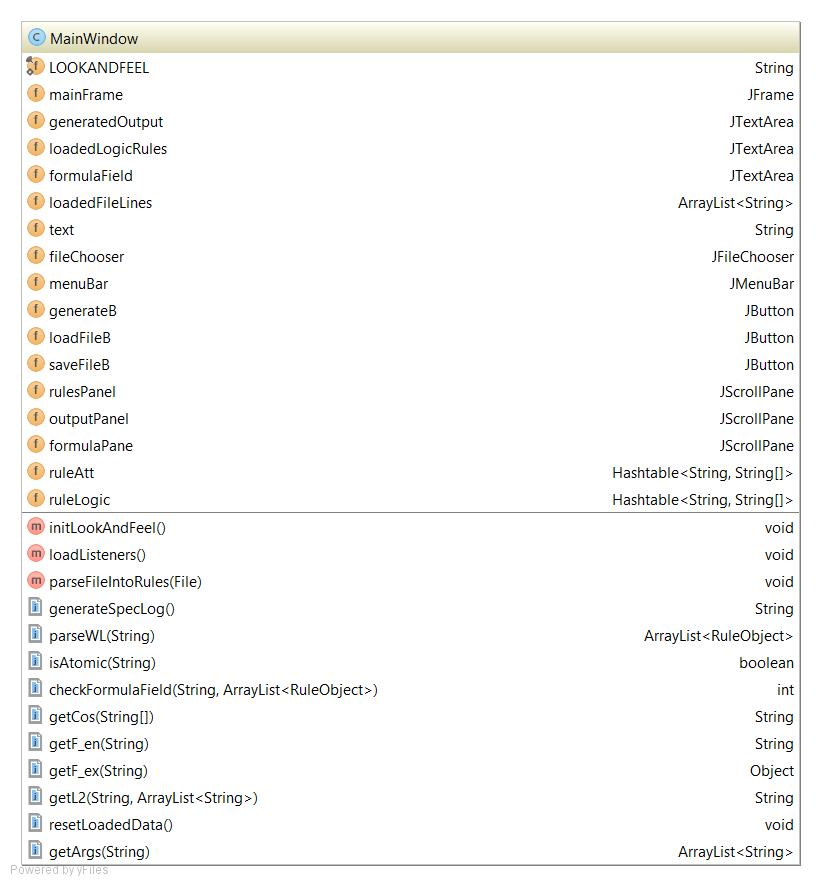 C MainWindow
f LOOKANDFEEL String
f mainFrame JFrame
f generatedOutput JTextArea
f loadedLogicRules JTextArea
f formulaField JTextArea
f loadedFileLines ArrayList<String>
f text String
f fileChooser JFileChooser
f menuBar JMenuBar
f generateB JButton
f loadFileB JButton
f saveFileB JButton
f rulesPanel JScrollPane
f outputPanel JScrollPane
f formulaPane JScrollPane
f ruleAtt Hashtable<String, String[]>
f ruleLogic Hashtable<String, String[]>
m initLookAndFeel() void
m loadListeners() void
m parseFileIntoRules(File) void
i generateSpecLog() String
i parseWL(String) ArrayList<RuleObject>
i isAtomic(String) boolean
i checkFormulaField(String, ArrayList<RuleObject>) int
i getCos(String[]) String
i getF_en(String) String
i getF_ex(String) Object
i getL2(String, ArrayList<String>) String
i resetLoadedData() void
i getArgs(String) ArrayList<String>
Powered by yFiles